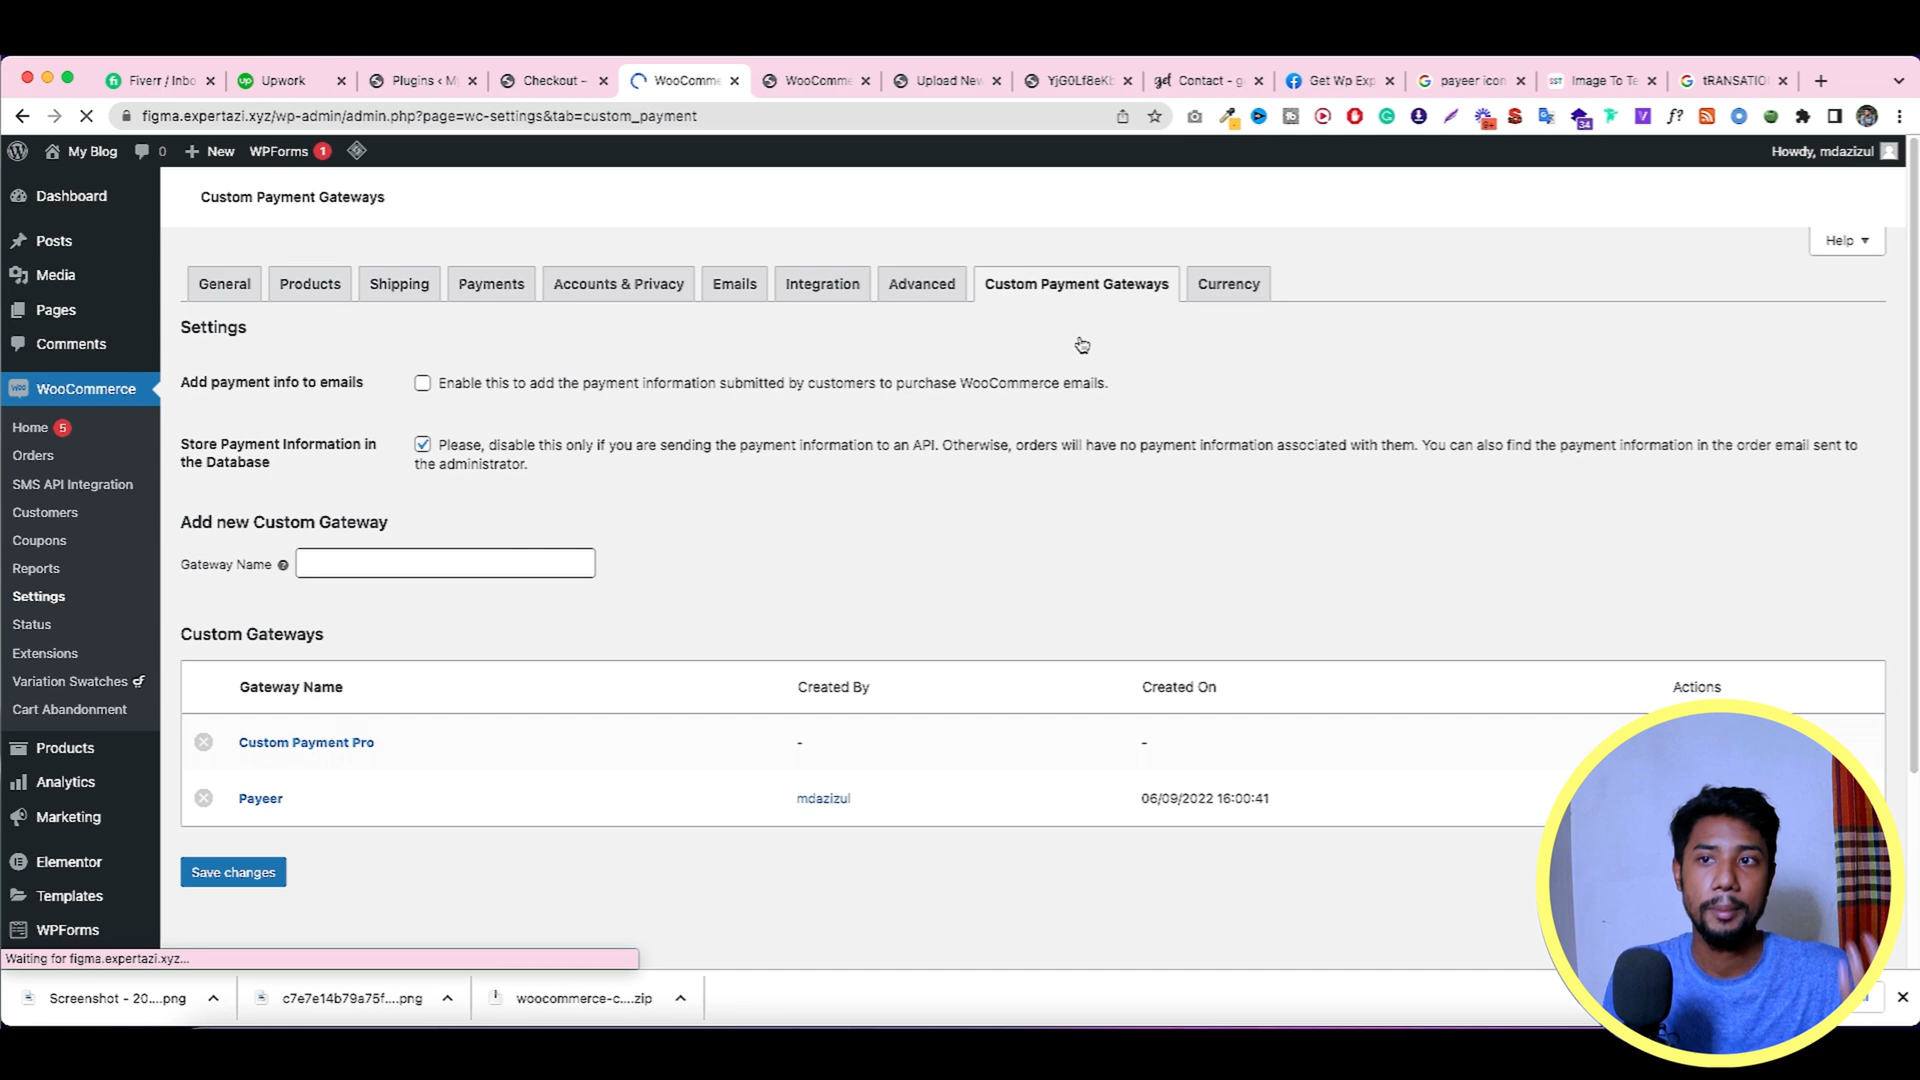 Fiverr / Inbo
Upwork
Plugins ‹ M
Checkout –
WooComme
WooComme
Upload New
YjG0Lf8eKb
get Contact - g
Get Wp Exp
payeer icon
SST Image To Te
tRANSATIO
figma.expertazi.xyz/wp-admin/admin.php?page=wc-settings&tab=custom_payment
34
f?
My Blog 0 New WPForms 1
Howdy, mdazizul
Dashboard
Posts
Media
Pages
Comments
WooCommerce
Home 5
Orders
SMS API Integration
Customers
Coupons
Reports
Settings
Status
Extensions
Variation Swatches
Cart Abandonment
Products
Analytics
Marketing
Elementor
Templates
WPForms
Custom Payment Gateways
Help
General
Products
Shipping
Payments
Accounts & Privacy
Emails
Integration
Advanced
Custom Payment Gateways
Currency
Settings
Add payment info to emails
Enable this to add the payment information submitted by customers to purchase WooCommerce emails.
Store Payment Information in
the Database
Please, disable this only if you are sending the payment information to an API. Otherwise, orders will have no payment information associated with them. You can also find the payment information in the order email sent to
the administrator.
Add new Custom Gateway
Gateway Name
Custom Gateways
Gateway Name Created By Created On Actions
Custom Payment Pro - -
Payeer mdazizul 06/09/2022 16:00:41
Save changes
Waiting for figma.expertazi.xyz...
Screenshot - 20....png
c7e7e14b79a75f....png
woocommerce-c....zip